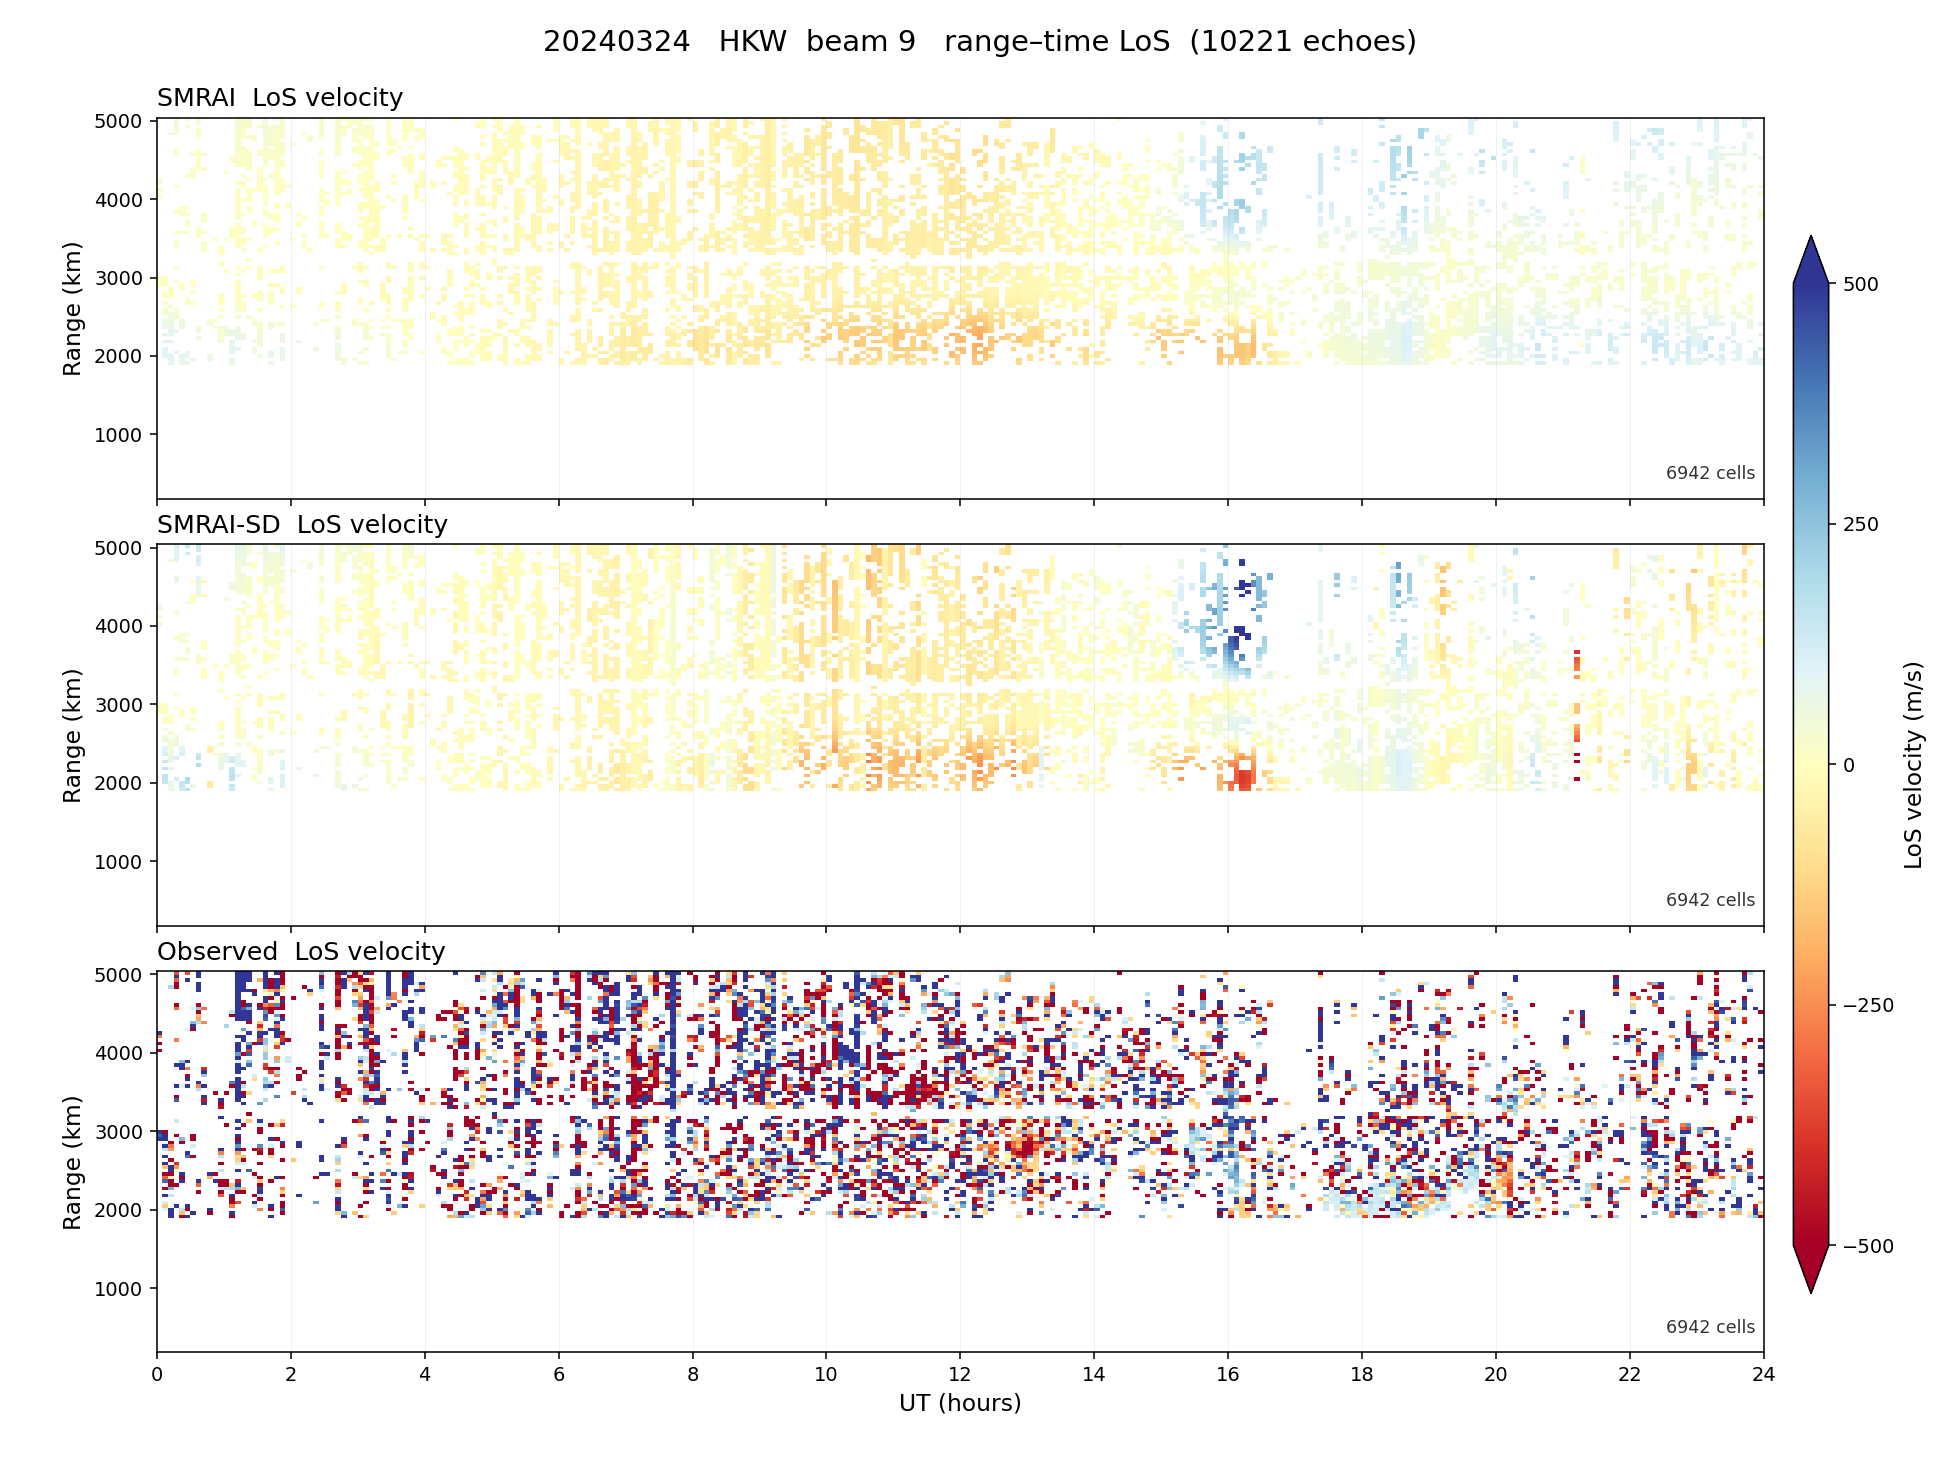 20240324   HKW  beam 9   range–time LoS  (10221 echoes)
SMRAI  LoS velocity
5000
4000
3000
2000
1000
Range (km)
6942 cells
SMRAI-SD  LoS velocity
5000
4000
3000
2000
1000
Range (km)
6942 cells
Observed  LoS velocity
5000
4000
3000
2000
1000
Range (km)
6942 cells
0 2 4 6 8 10 12 14 16 18 20 22 24
UT (hours)
500
250
0
−250
−500
LoS velocity (m/s)